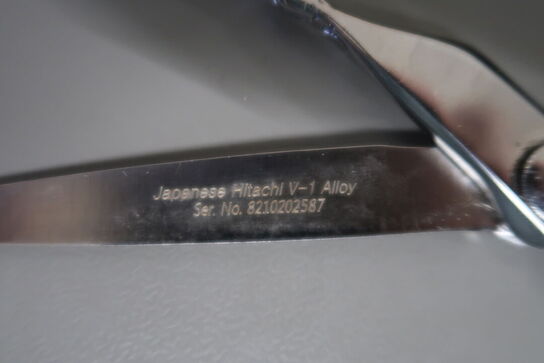 Japanese Hitachi V-1 Alloy
Ser. No. 8210202587